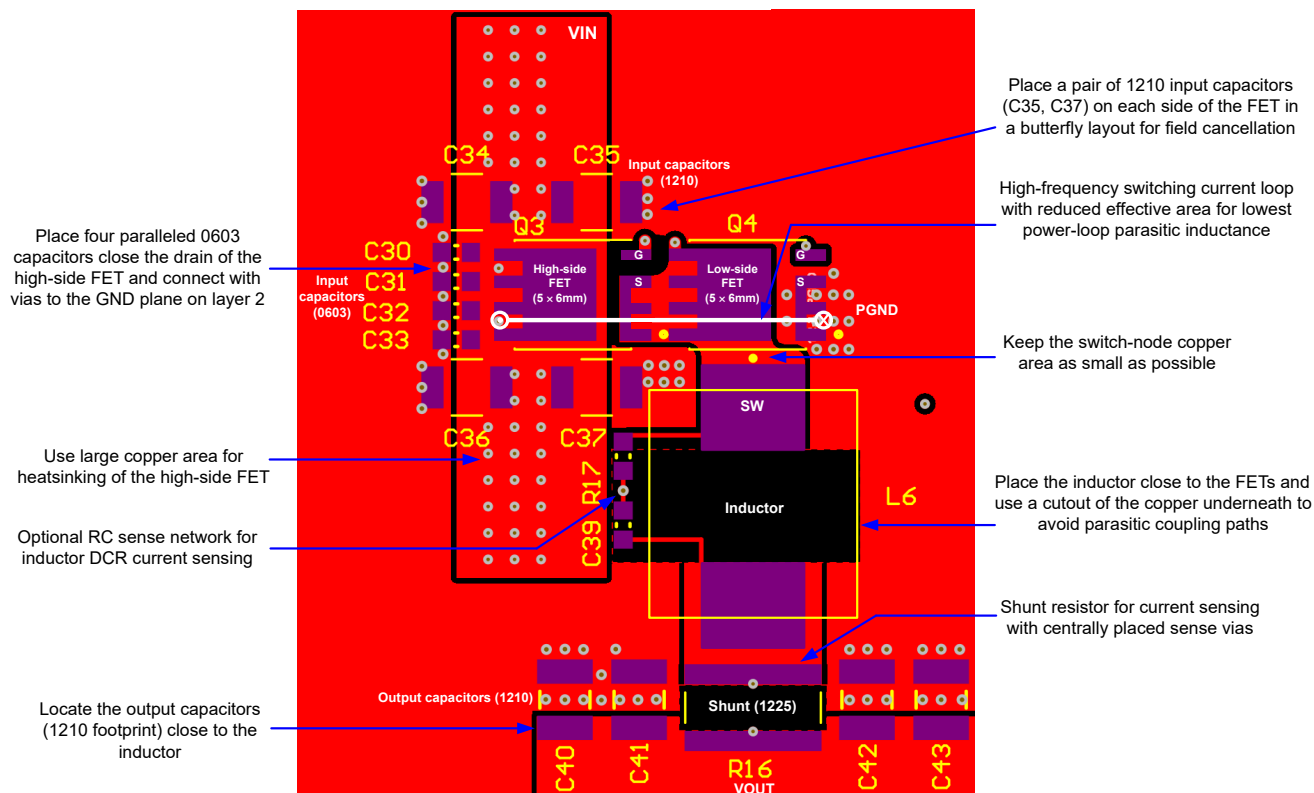 VIN
Place a pair of 1210 input capacitors
(C35, C37) on each side of the FET in
a butterfly layout for field cancellation
C34
C35
Input capacitors
(1210)
High-frequency switching current loop
with reduced effective area for lowest
power-loop parasitic inductance
Q3
Q4
Place four paralleled 0603
capacitors close the drain of the
high-side FET and connect with
vias to the GND plane on layer 2
C30
C31
C32
C33
Input
capacitors
(0603)
High-side
FET
(5 × 6mm)
G
S
Low-side
FET
(5 × 6mm)
G
S
PGND
Keep the switch-node copper
area as small as possible
SW
C36
C37
Use large copper area for
heatsinking of the high-side FET
R17
Inductor
L6
Place the inductor close to the FETs and
use a cutout of the copper underneath to
avoid parasitic coupling paths
Optional RC sense network for
inductor DCR current sensing
C39
Shunt resistor for current sensing
with centrally placed sense vias
Output capacitors (1210)
Shunt (1225)
Locate the output capacitors
(1210 footprint) close to the
inductor
C40
C41
R16
VOUT
C42
C43